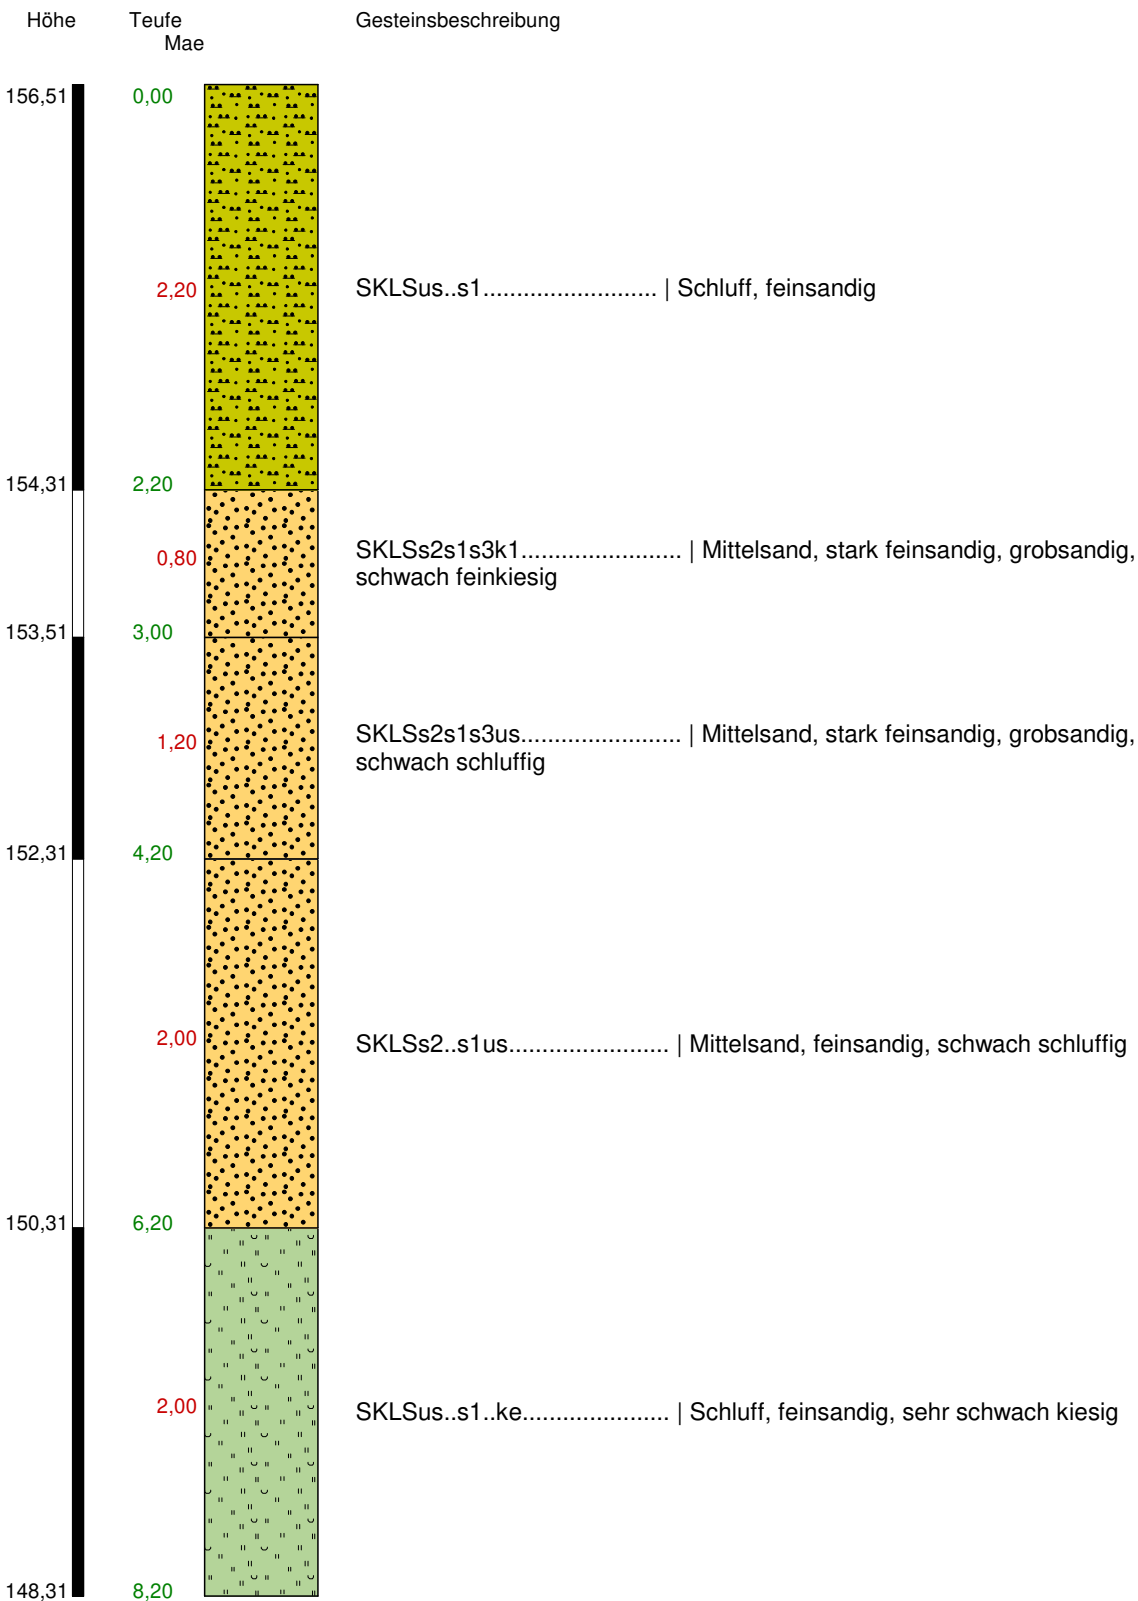 Höhe Teufe Gesteinsbeschreibung
Mae
156,51 0,00
2,20 SKLSus..s1.......................... | Schluff, feinsandig
154,31 2,20
0,80 SKLSs2s1s3k1........................ | Mittelsand, stark feinsandig, grobsandig,
schwach feinkiesig
153,51 3,00
1,20 SKLSs2s1s3us........................ | Mittelsand, stark feinsandig, grobsandig,
schwach schluffig
152,31 4,20
2,00 SKLSs2..s1us........................ | Mittelsand, feinsandig, schwach schluffig
150,31 6,20
2,00 SKLSus..s1..ke...................... | Schluff, feinsandig, sehr schwach kiesig
148,31 8,20